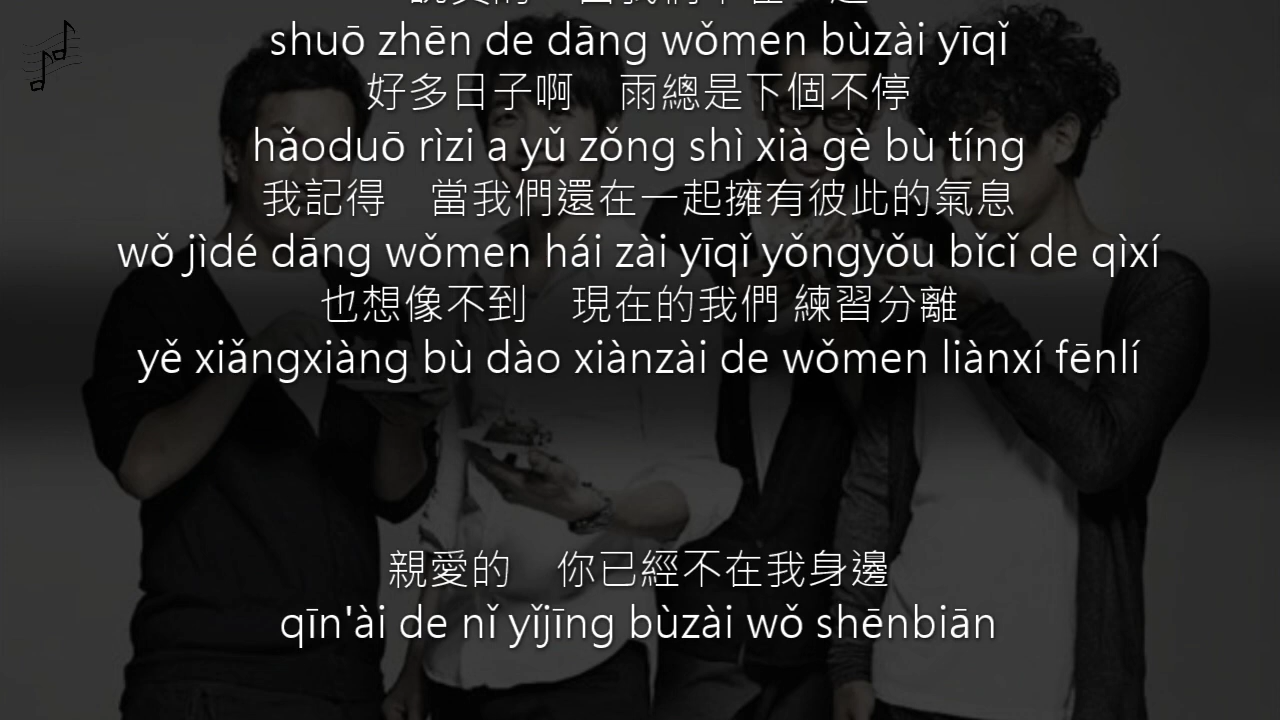 shuō zhēn de dāng wǒmen bùzài yīqǐ
好多日子啊 雨總是下個不停
hǎoduō rìzi a yǔ zǒng shì xià gè bù tíng
我記得 當我們還在一起擁有彼此的氣息
wǒ jìdé dāng wǒmen hái zài yīqǐ yǒngyǒu bǐcǐ de qìxí
也想像不到 現在的我們 練習分離
yě xiǎngxiàng bù dào xiànzài de wǒmen liànxí fēnlí
親愛的 你已經不在我身邊
qīn'ài de nǐ yǐjīng bùzài wǒ shēnbiān